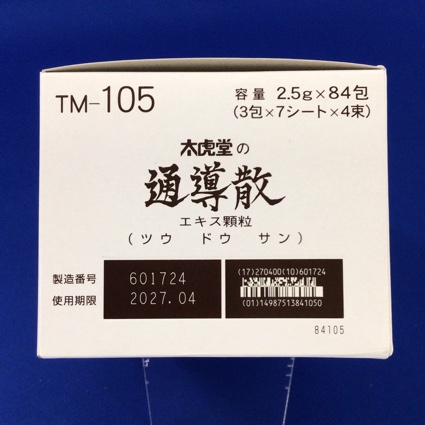 TM-105
容量 2.5g×84包
(3包×7シート×4束)
太虎堂の
通導散
エキス顆粒
(ツウ ドウ サン)
製造番号 601724
使用期限 2027.04
(17)270400(10)601724
(01)14987513841050
84105